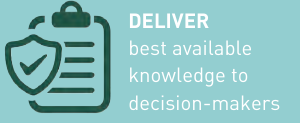 DELIVER
best available
knowledge to
decision-makers